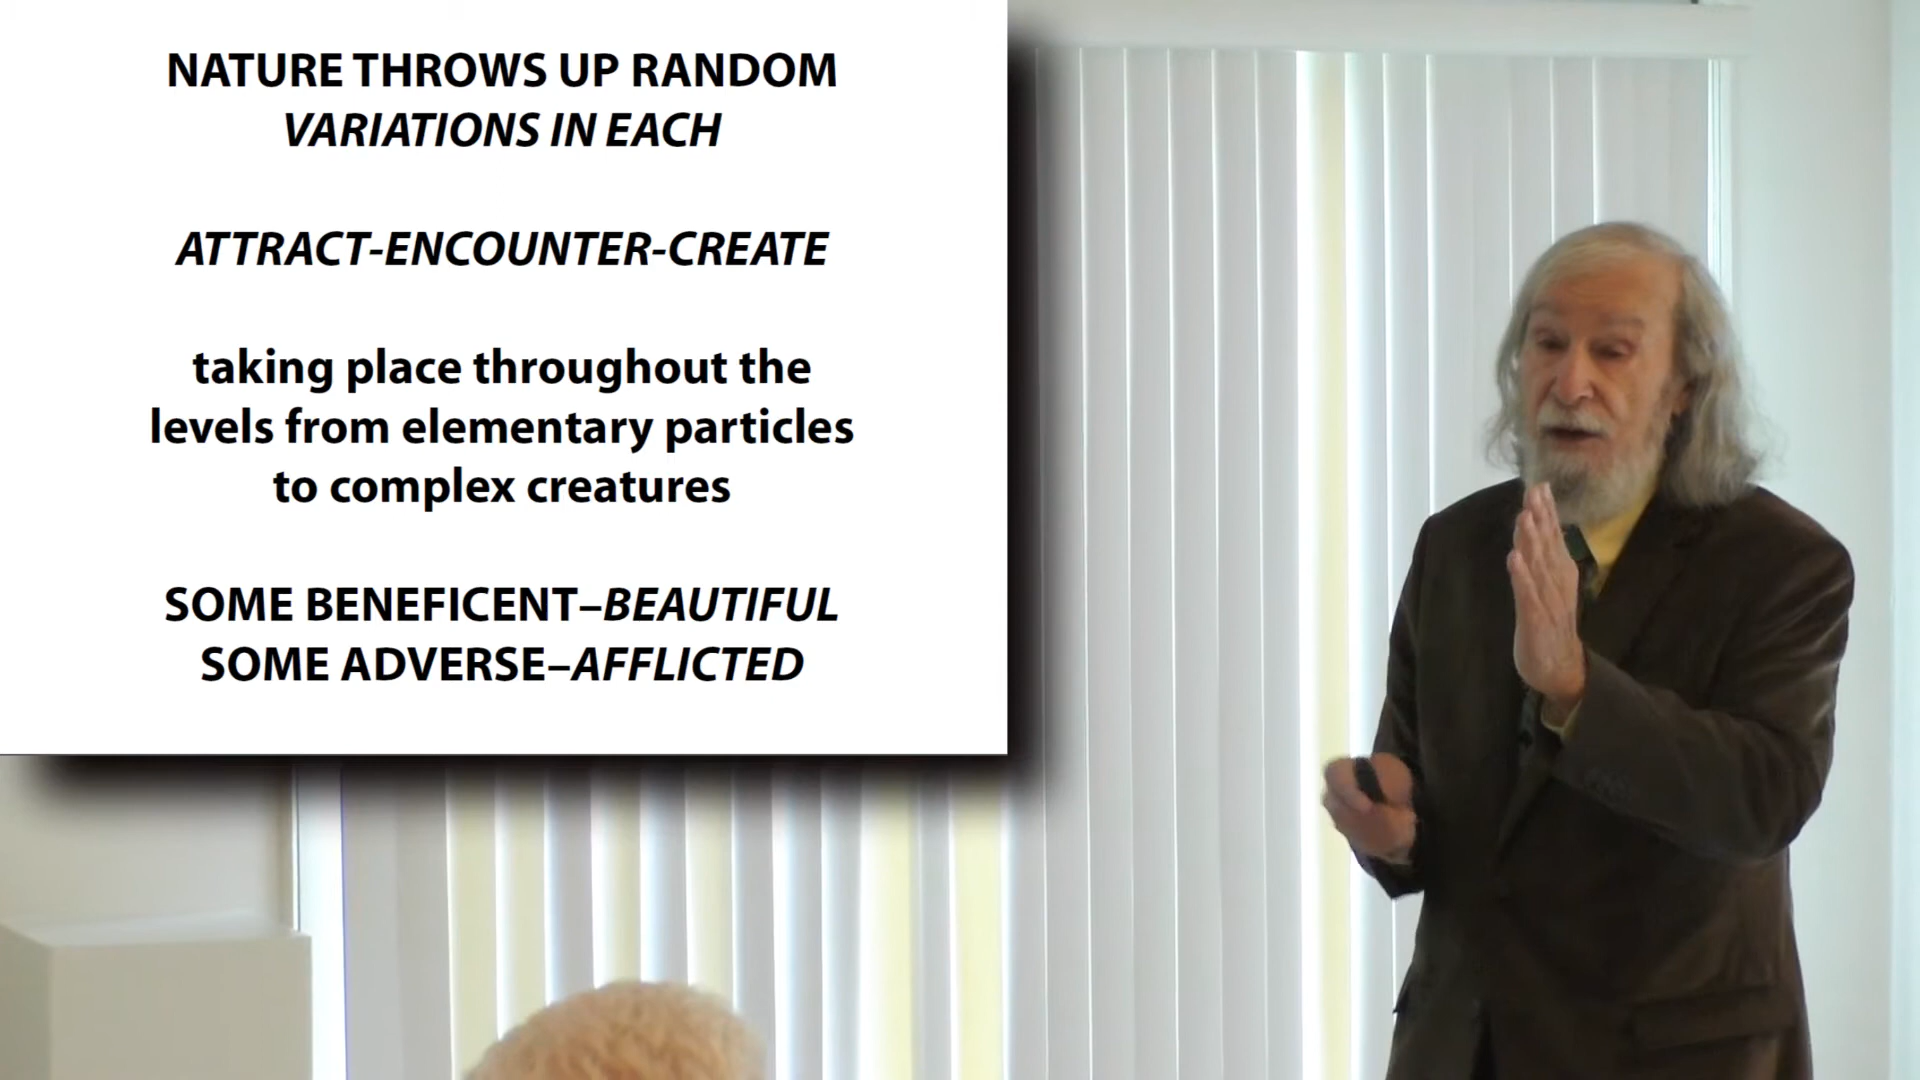 NATURE THROWS UP RANDOM
VARIATIONS IN EACH
ATTRACT-ENCOUNTER-CREATE
taking place throughout the
levels from elementary particles
to complex creatures
SOME BENEFICENT–BEAUTIFUL
SOME ADVERSE–AFFLICTED